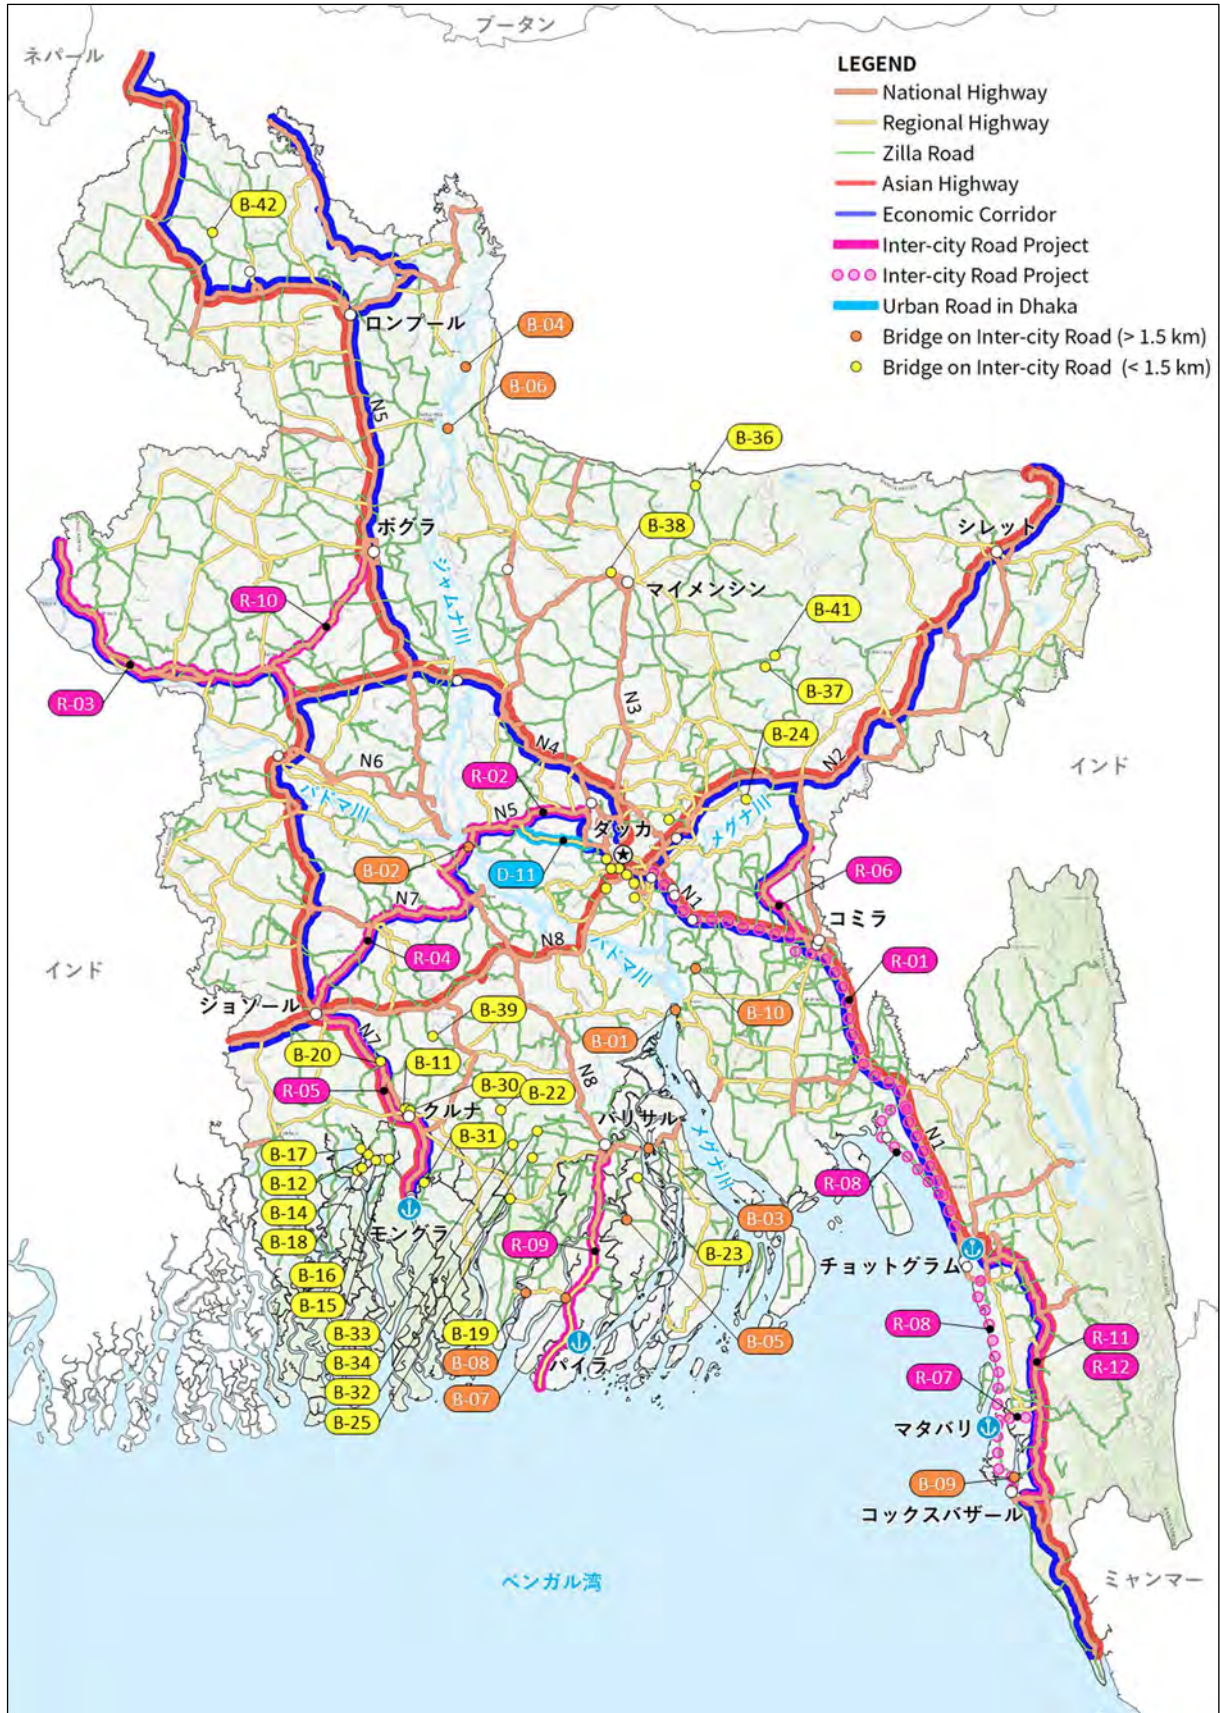 ブータン
ネパール
LEGEND
National Highway
Regional Highway
Zilla Road
Asian Highway
Economic Corridor
Inter-city Road Project
Inter-city Road Project
Urban Road in Dhaka
Bridge on Inter-city Road (> 1.5 km)
Bridge on Inter-city Road (< 1.5 km)
B-42
ロンプール
B-04
B-06
N5
B-36
ボグラ
シレット
B-38
マイメンシン
ジャムナ川
R-10
B-41
B-37
R-03
N3
B-24
N4
N2
インド
N6
R-02
パドマ川
N5
ダッカ
メグナ川
B-02
D-11
R-06
N7
N1
コミラ
N8
パドマ川
R-04
R-01
インド
B-10
ジョソール
B-39
B-01
N7
B-20
B-11
N8
R-05
B-30
B-22
クルナ
バリサル
メグナ川
N1
B-31
B-17
B-12
R-08
B-14
B-03
モングラ
B-18
R-09
B-23
チョットグラム
B-16
B-15
R-08
B-33
B-19
B-05
R-11
B-34
B-08
パイラ
R-12
R-07
B-32
B-07
B-25
マタバリ
B-09
コックスバザール
ベンガル湾
ミャンマー